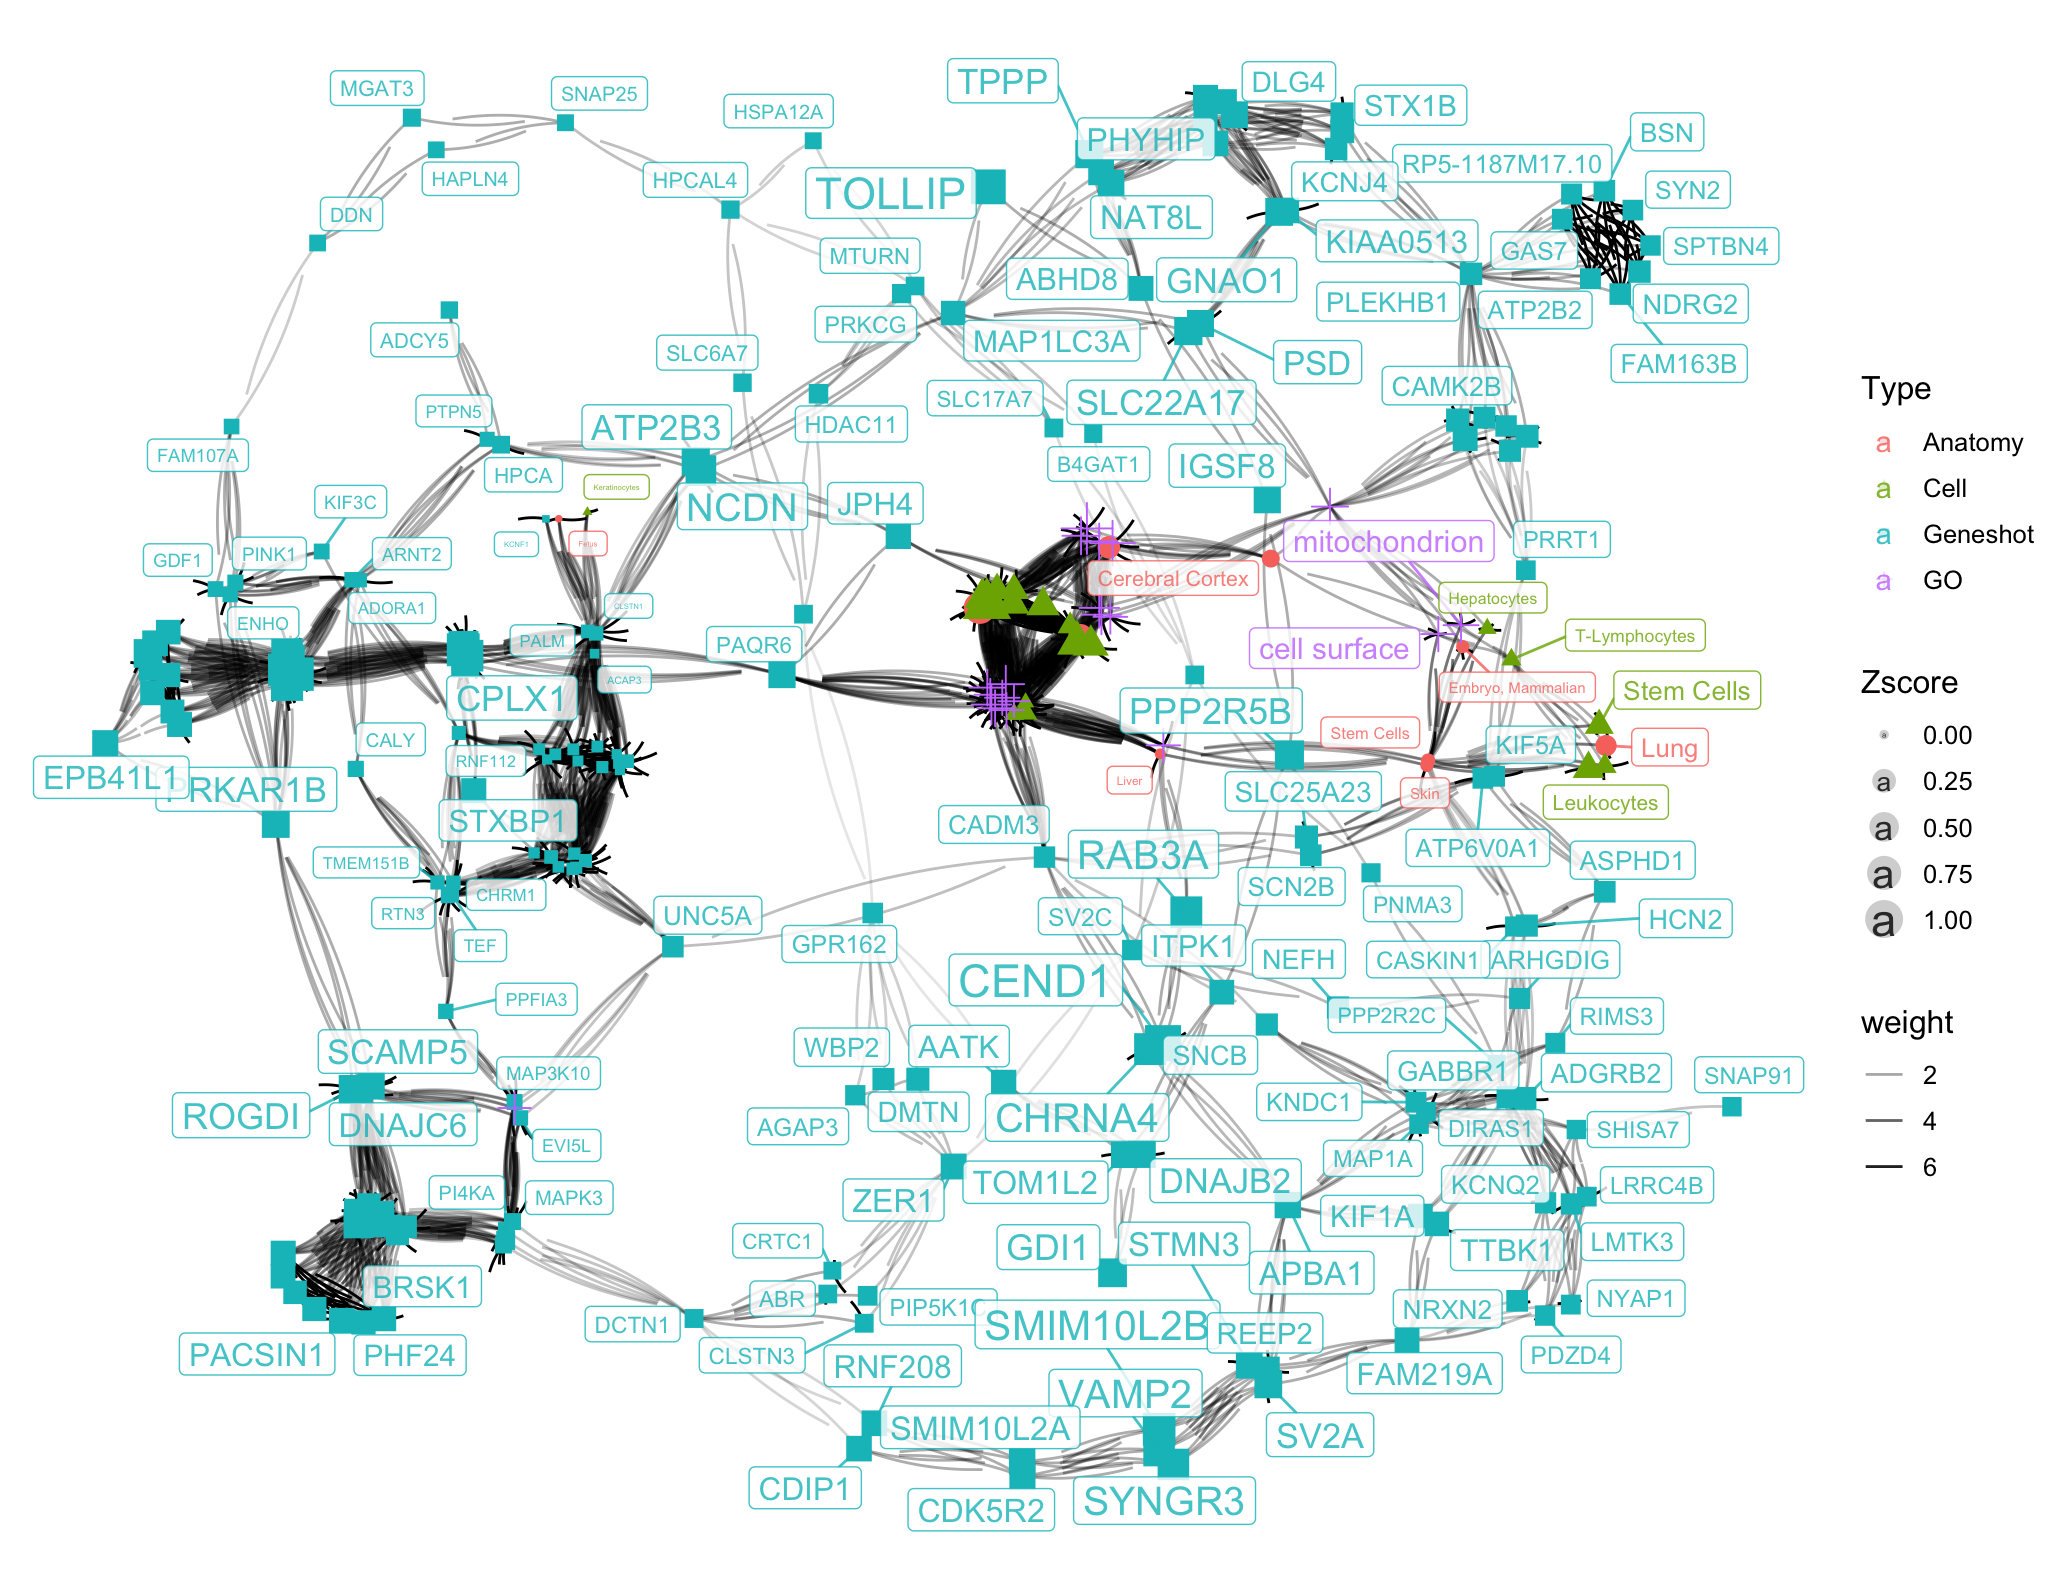 TPPP
DLG4
MGAT3
SNAP25
HSPA12A
STX1B
BSN
PHYHIP
RP5-1187M17.10
HAPLN4
HPCAL4
TOLLIP
KCNJ4
SYN2
DDN
NAT8L
KIAA0513
GAS7
SPTBN4
MTURN
ABHD8
GNAO1
PLEKHB1
ATP2B2
NDRG2
PRKCG
ADCY5
SLC6A7
MAP1LC3A
PSD
FAM163B
CAMK2B
SLC17A7
SLC22A17
PTPN5
ATP2B3
HDAC11
FAM107A
HPCA
B4GAT1
IGSF8
Keratinocytes
KIF3C
NCDN
JPH4
KCNF1
Fetus
mitochondrion
PRRT1
GDF1
PINK1
ARNT2
Cerebral Cortex
Hepatocytes
ADORA1
CLSTN1
ENHO
PALM
PAQR6
T-Lymphocytes
cell surface
ACAP3
Embryo, Mammalian
Stem Cells
CPLX1
PPP2R5B
CALY
Stem Cells
KIF5A
Lung
RNF112
EPB41L1
PRKAR1B
Liver
SLC25A23
Skin
Leukocytes
STXBP1
CADM3
RAB3A
ATP6V0A1
ASPHD1
TMEM151B
CHRM1
SCN2B
PNMA3
RTN3
UNC5A
SV2C
HCN2
TEF
GPR162
ITPK1
NEFH
CASKIN1
ARHGDIG
CEND1
PPFIA3
PPP2R2C
RIMS3
SCAMP5
WBP2
AATK
SNCB
MAP3K10
GABBR1
ADGRB2
SNAP91
ROGDI
DNAJC6
AGAP3
DMTN
CHRNA4
KNDC1
DIRAS1
SHISA7
EVI5L
MAP1A
PI4KA
MAPK3
ZER1
TOM1L2
DNAJB2
KCNQ2
LRRC4B
KIF1A
CRTC1
GDI1
STMN3
TTBK1
LMTK3
BRSK1
APBA1
ABR
PIP5K1C
NRXN2
NYAP1
DCTN1
SMIM10L2B
REEP2
PACSIN1
PHF24
CLSTN3
RNF208
PDZD4
FAM219A
VAMP2
SMIM10L2A
SV2A
CDIP1
CDK5R2
SYNGR3
Type
a Anatomy
a Cell
a Geneshot
a GO
Zscore
a 0.00
a 0.25
a 0.50
a 0.75
a 1.00
weight
2
4
6